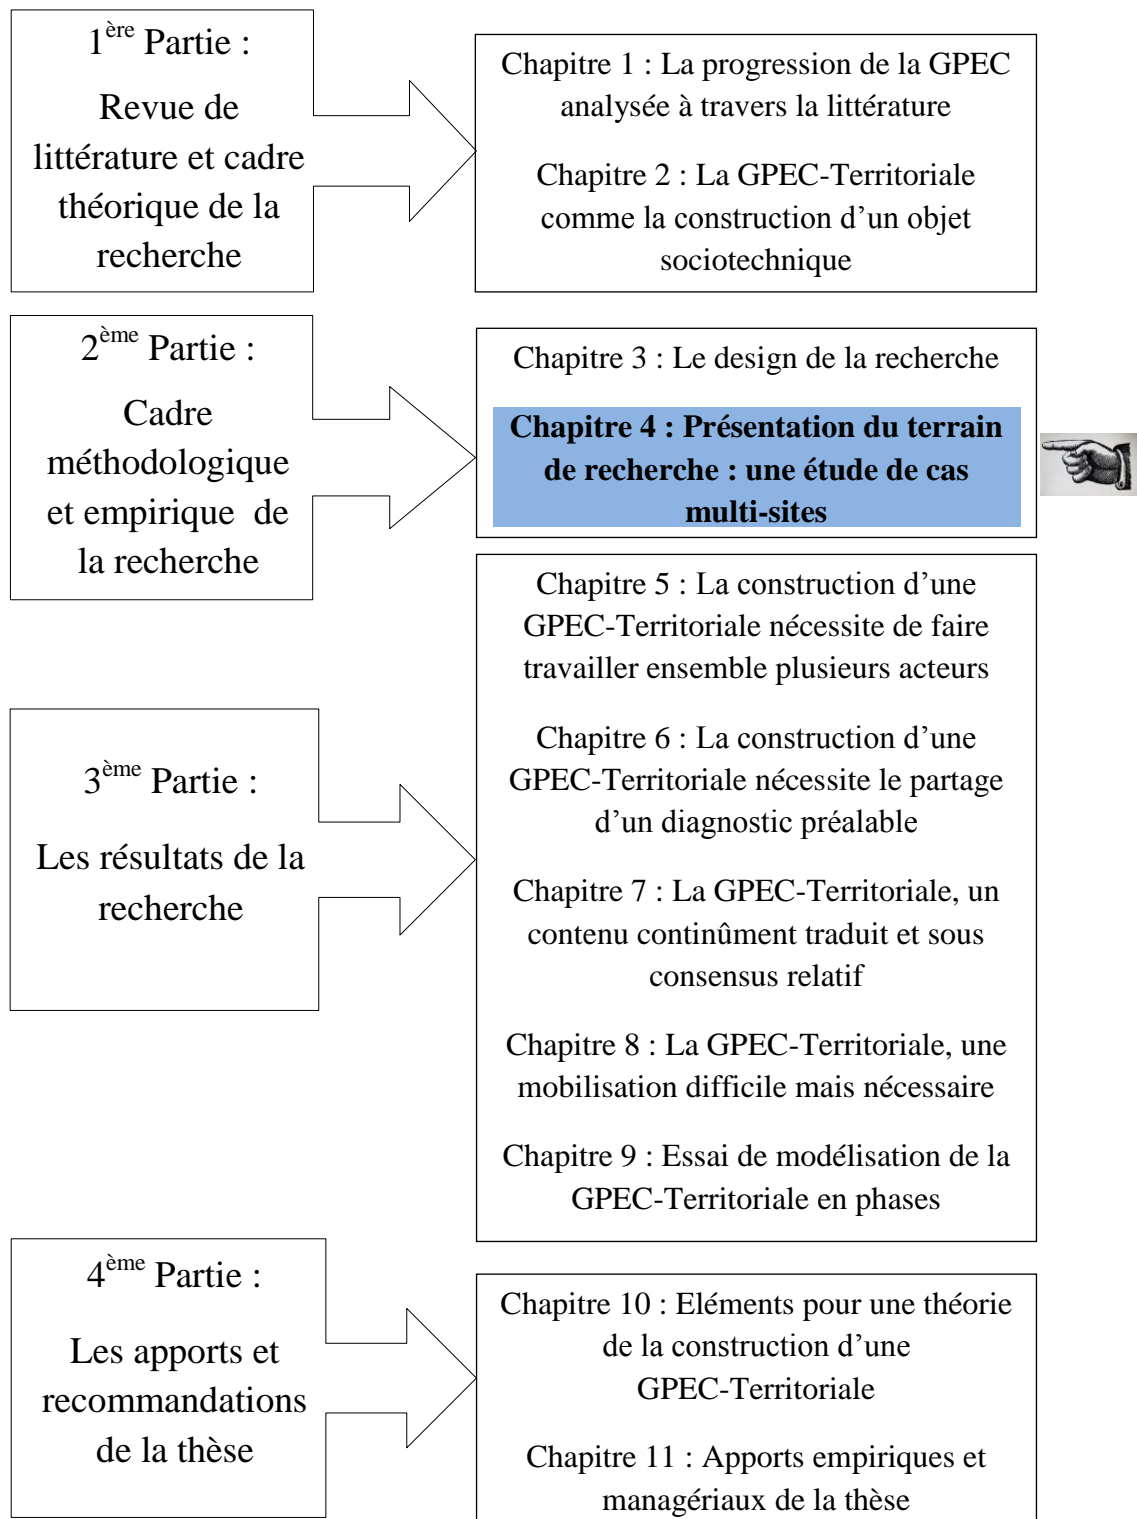 1ère Partie :
Revue de
littérature et cadre
théorique de la
recherche
Chapitre 1 : La progression de la GPEC
analysée à travers la littérature
Chapitre 2 : La GPEC-Territoriale
comme la construction d’un objet
sociotechnique
2ème Partie :
Cadre
méthodologique
et empirique de
la recherche
Chapitre 3 : Le design de la recherche
Chapitre 4 : Présentation du terrain
de recherche : une étude de cas
multi-sites
3ème Partie :
Les résultats de la
recherche
Chapitre 5 : La construction d’une
GPEC-Territoriale nécessite de faire
travailler ensemble plusieurs acteurs
Chapitre 6 : La construction d’une
GPEC-Territoriale nécessite le partage
d’un diagnostic préalable
Chapitre 7 : La GPEC-Territoriale, un
contenu continûment traduit et sous
consensus relatif
Chapitre 8 : La GPEC-Territoriale, une
mobilisation difficile mais nécessaire
Chapitre 9 : Essai de modélisation de la
GPEC-Territoriale en phases
4ème Partie :
Les apports et
recommandations
de la thèse
Chapitre 10 : Eléments pour une théorie
de la construction d’une
GPEC-Territoriale
Chapitre 11 : Apports empiriques et
managériaux de la thèse